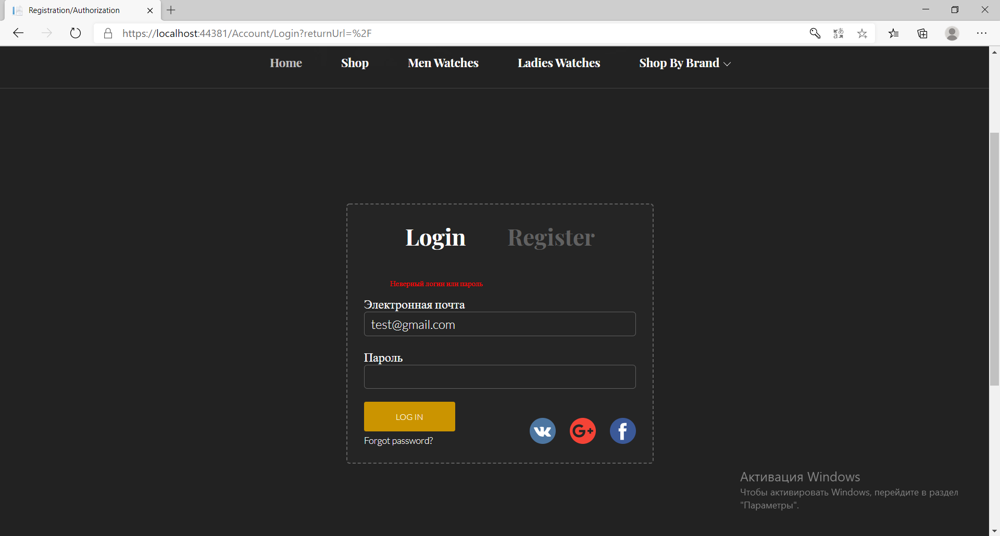 Registration/Authorization
https://localhost:44381/Account/Login?returnUrl=%2F
Home Shop Men Watches Ladies Watches Shop By Brand
Login Register
Неверный логин или пароль
Электронная почта
test@gmail.com
Пароль
LOG IN
Forgot password?
Активация Windows
Чтобы активировать Windows, перейдите в раздел
"Параметры".